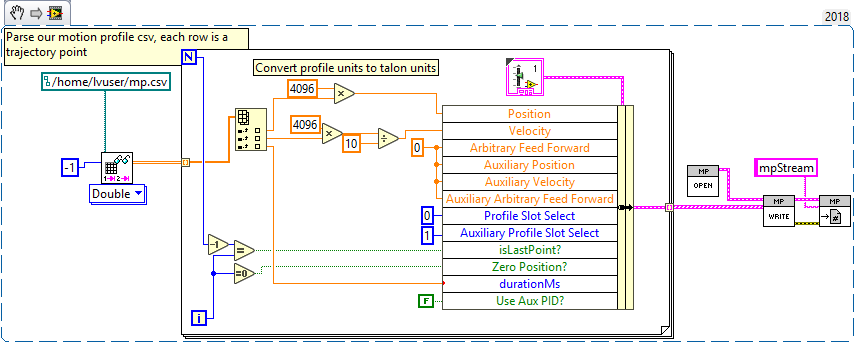 2018
Parse our motion profile csv, each row is a
trajectory point
N
/home/lvuser/mp.csv
Convert profile units to talon units
1
4096
×
Position
4096
×
10
÷
Velocity
0
Arbitrary Feed Forward
Auxiliary Position
Auxiliary Velocity
Auxiliary Arbitrary Feed Forward
0
Profile Slot Select
1
Auxiliary Profile Slot Select
-1
=
isLastPoint?
=0
Zero Position?
durationMs
F
Use Aux PID?
i
-1
1 2
Double
MP
OPEN
mpStream
MP
WRITE
MP
#